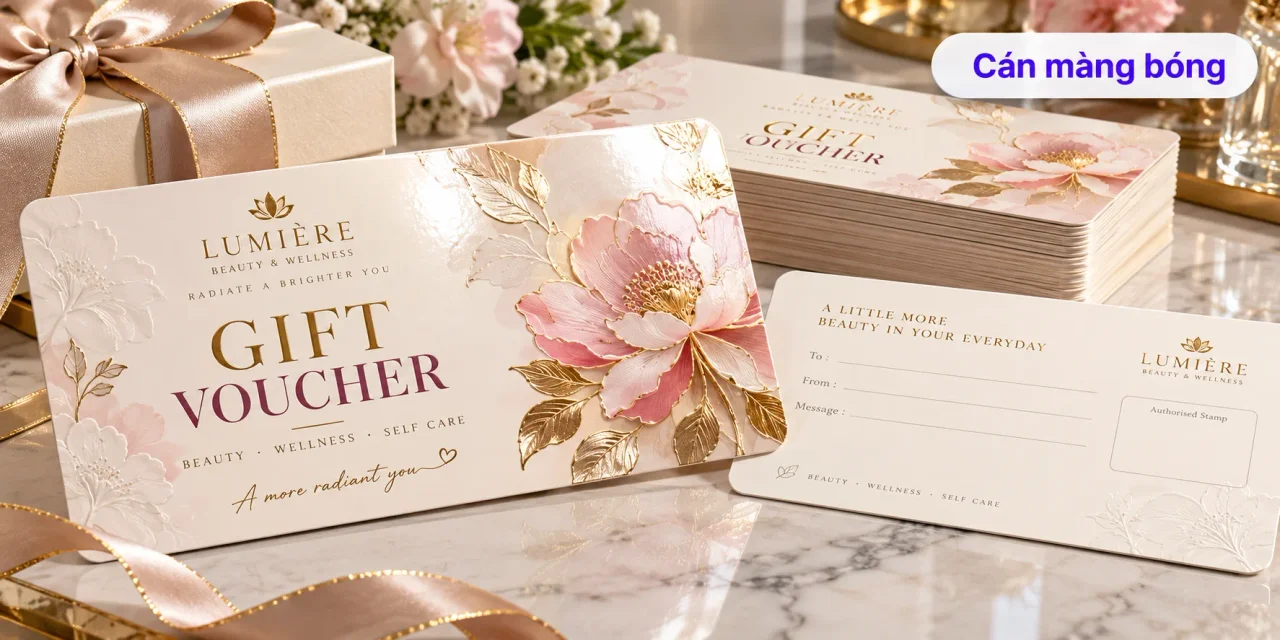 Cán màng bóng
LUMIÈRE
BEAUTY & WELLNESS
RADIATE A BRIGHTER YOU
GIFT
VOUCHER
BEAUTY · WELLNESS · SELF CARE
A more radiant you
LUMIÈRE
GIFT
VOUCHER
A LITTLE MORE
BEAUTY IN YOUR EVERYDAY
To :
From :
Message :
LUMIÈRE
BEAUTY & WELLNESS
Authorised Stamp
BEAUTY · WELLNESS · SELF CARE